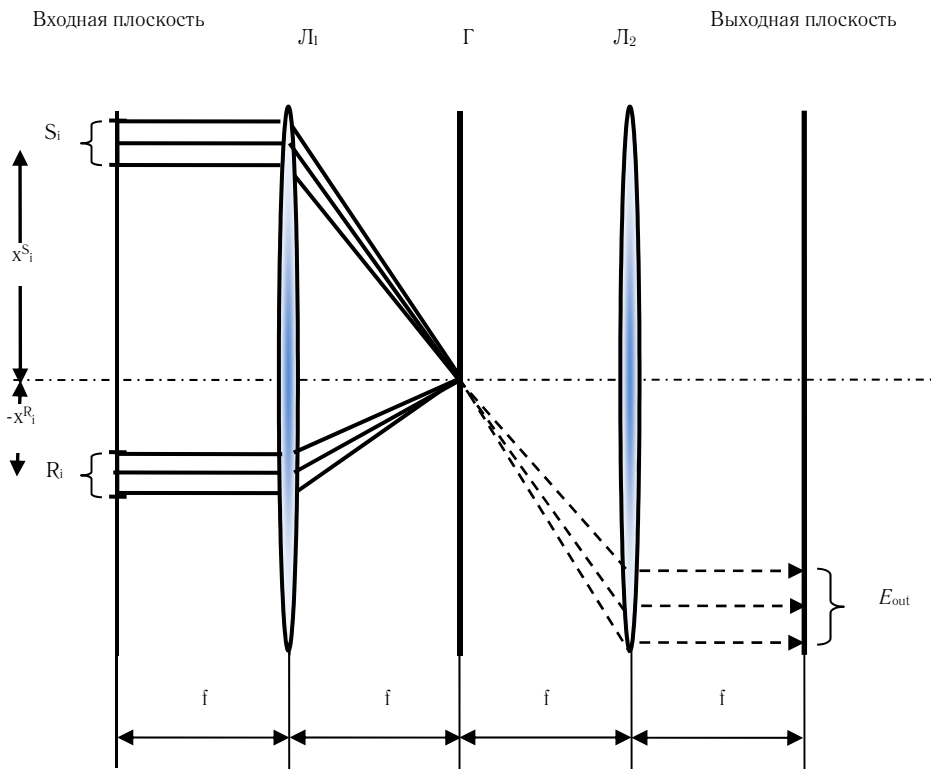 Входная плоскость
Выходная плоскость
Л₁
Г
Л₂
Sᵢ
xˢᵢ
-xᴿᵢ
Rᵢ
Eout
f
f
f
f